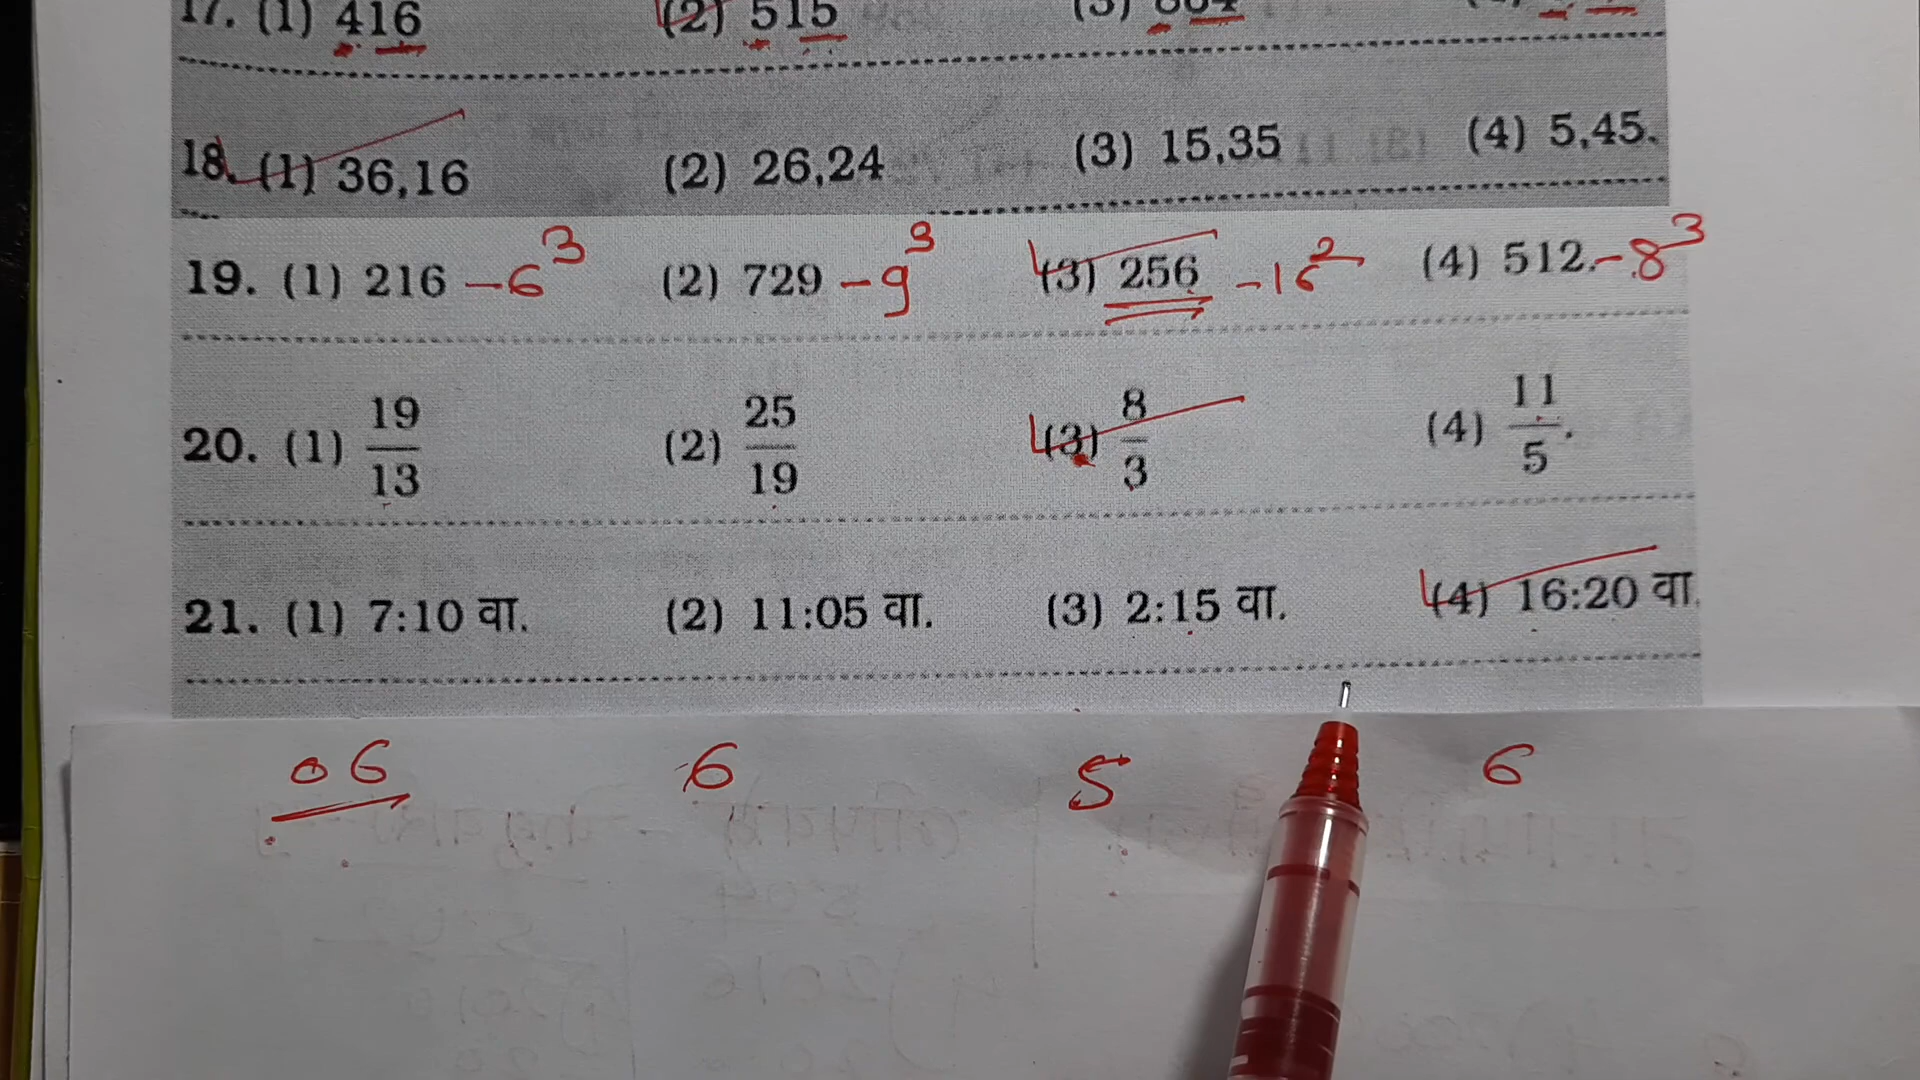 17. (1) 416 (2) 515 (3) 864
18. (1) 36,16 (2) 26,24 (3) 15,35 (4) 5,45.
19. (1) 216 – 6³ (2) 729 – 9³ (3) 256 – 16² (4) 512. – 8³
20. (1) 19/13 (2) 25/19 (3) 8/3 (4) 11/5.
21. (1) 7:10 वा. (2) 11:05 वा. (3) 2:15 वा. (4) 16:20 वा.
06 6 5 6